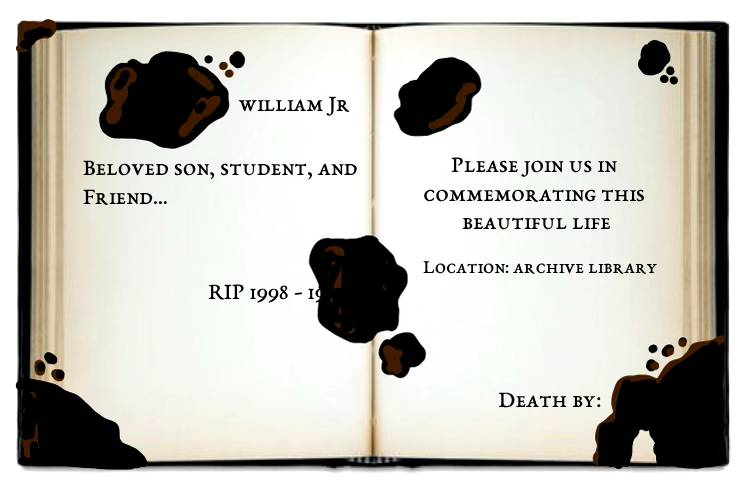 William Jr
Beloved son, student, and
Friend...
RIP 1998 - 19
Please join us in
commemorating this
beautiful life
Location: archive library
Death by: